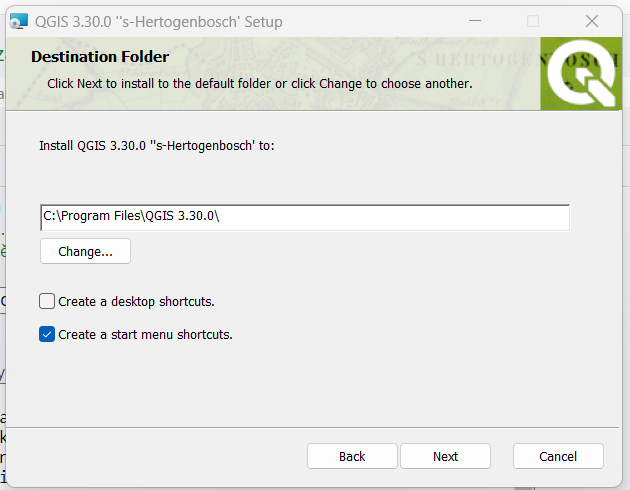 QGIS 3.30.0 ''s-Hertogenbosch' Setup
Destination Folder
Click Next to install to the default folder or click Change to choose another.
S HERTOGENBOSCH
Install QGIS 3.30.0 ''s-Hertogenbosch' to:
C:\Program Files\QGIS 3.30.0\
Change...
Create a desktop shortcuts.
Create a start menu shortcuts.
Back
Next
Cancel